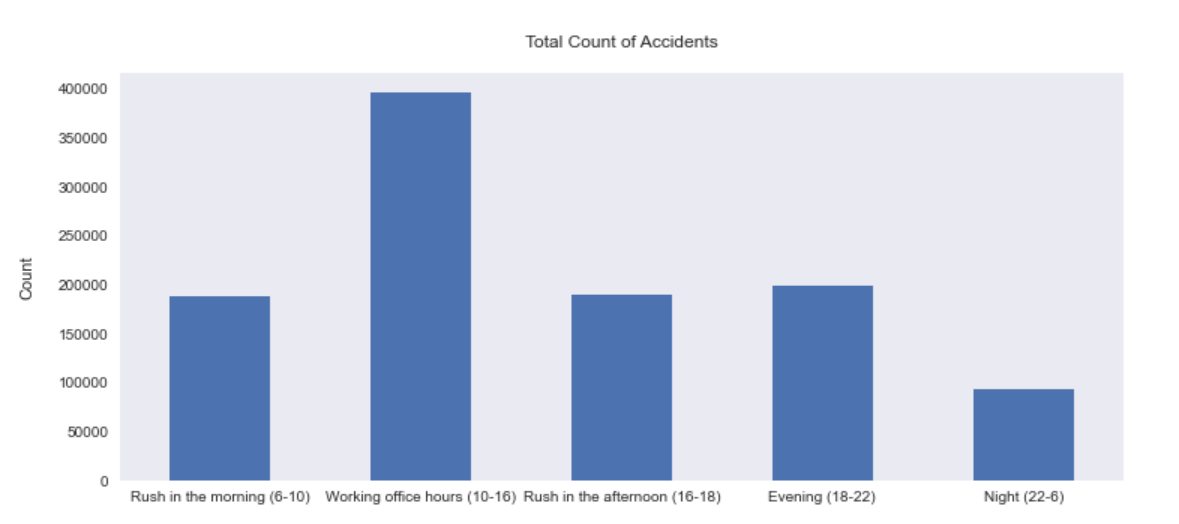 Total Count of Accidents
400000
350000
300000
250000
200000
150000
100000
50000
0
Count
Rush in the morning (6-10)
Working office hours (10-16)
Rush in the afternoon (16-18)
Evening (18-22)
Night (22-6)